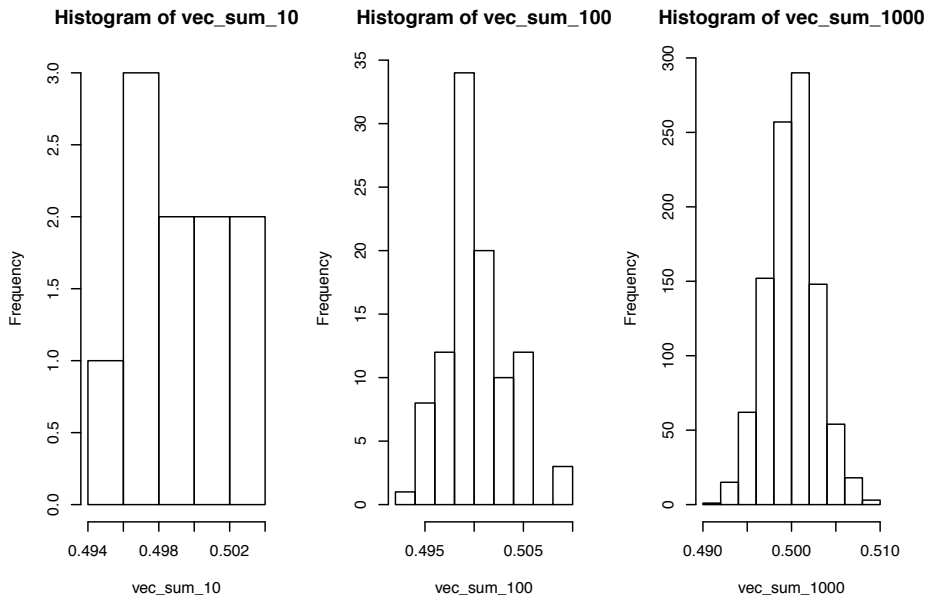 Histogram of vec_sum_10
Frequency
3.0
2.5
2.0
1.5
1.0
0.5
0.0
0.494 0.498 0.502
vec_sum_10
Histogram of vec_sum_100
Frequency
35
30
25
20
15
10
5
0
0.495 0.505
vec_sum_100
Histogram of vec_sum_1000
Frequency
300
250
200
150
100
50
0
0.490 0.500 0.510
vec_sum_1000